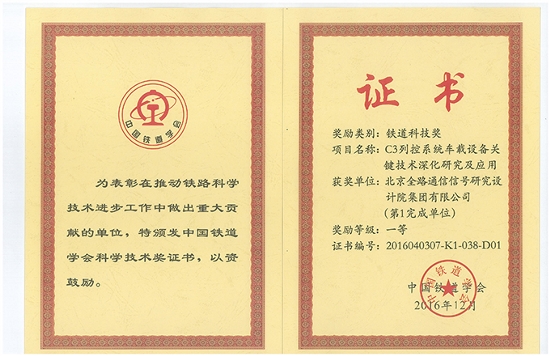 中国铁道学会
为表彰在推动铁路科学
技术进步工作中做出重大贡
献的单位，特颁发中国铁道
学会科学技术奖证书，以资
鼓励。
证书
奖励类别：铁道科技奖
项目名称：C3列控系统车载设备关
键技术深化研究及应用
获奖单位：北京全路通信信号研究设
计院集团有限公司
（第1完成单位）
奖励等级：一等
证书编号：2016040307-K1-038-D01
中国铁道学会
2016年12月
中国铁道学会